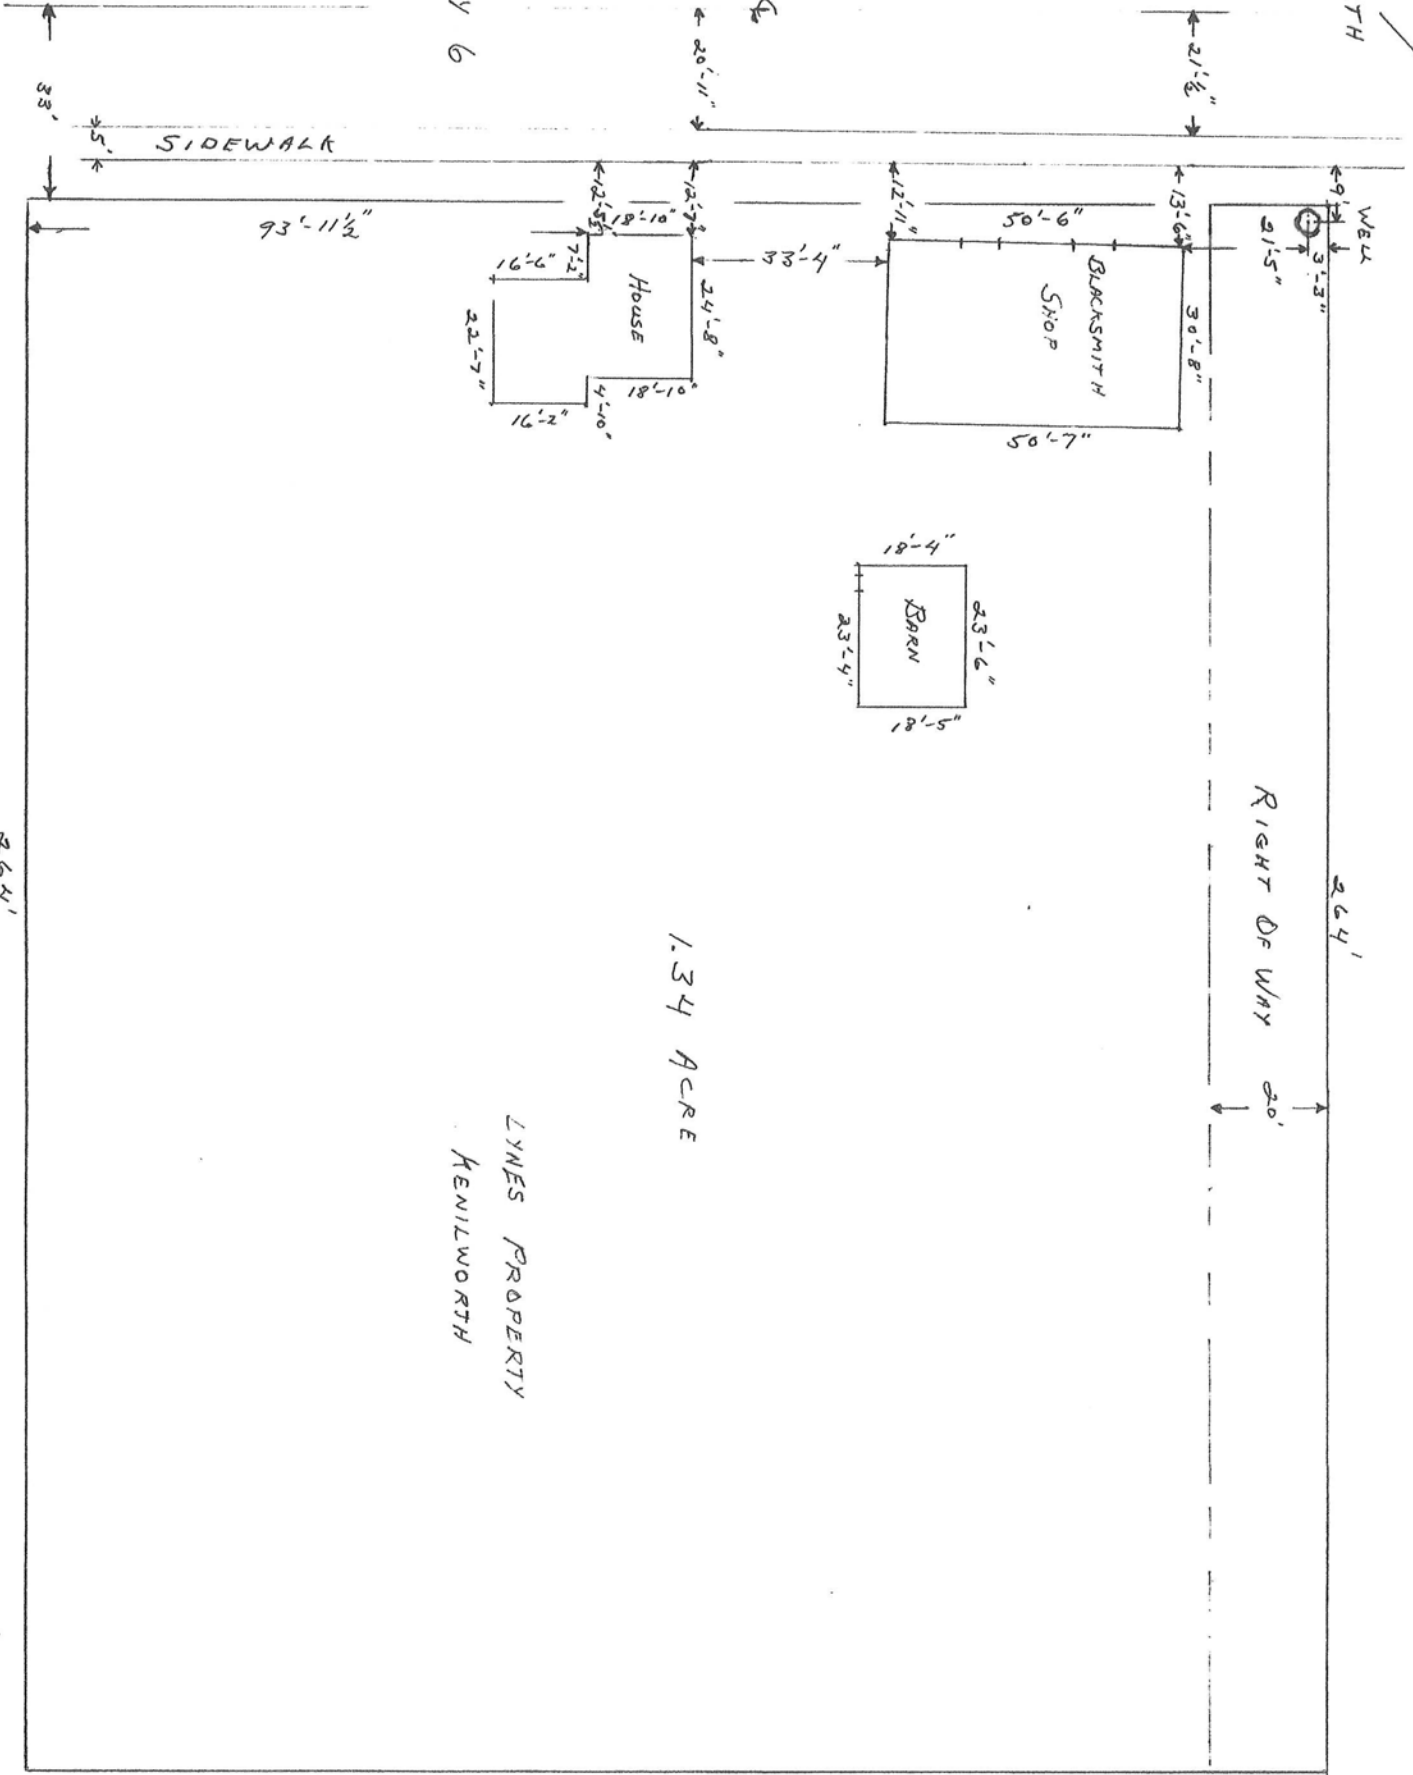 TH
21'-½"
20'-11"
6
33'
SIDEWALK
5'
WELL
9'
3'-3"
21'-5"
13'-6"
50'-6"
12'-11"
BLACKSMITH
SHOP
30'-8"
50'-7"
33'-4"
12'-7"
18'-10"
HOUSE
24'-8"
18'-10"
4'-10"
7'-2"
16'-6"
22'-7"
16'-2"
93'-11½"
18'-4"
BARN
23'-6"
23'-4"
18'-5"
RIGHT OF WAY 20'
264'
1.34 ACRE
LYNES PROPERTY
KENILWORTH
264'